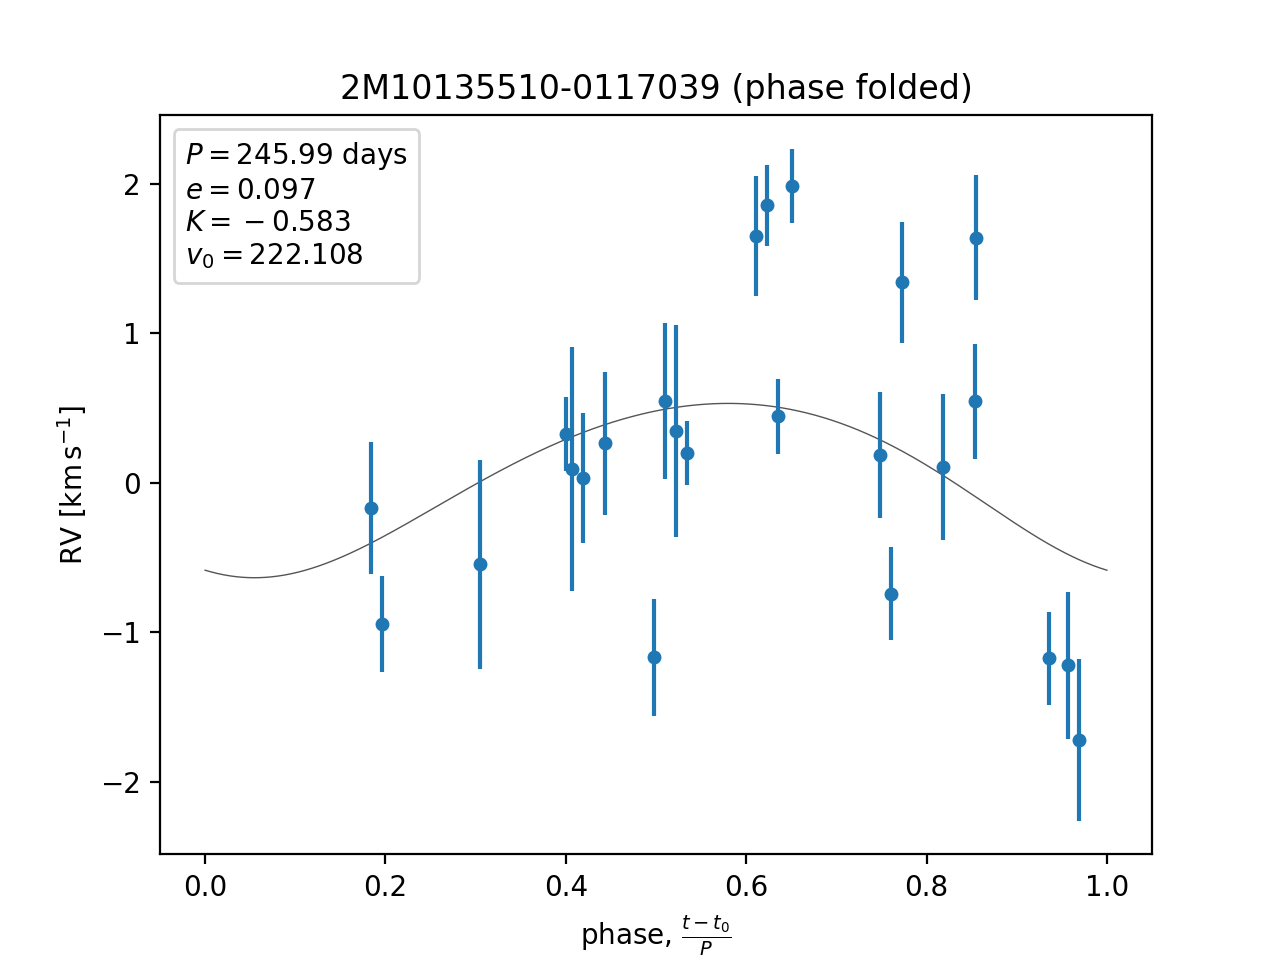 2M10135510-0117039 (phase folded)
P = 245.99 days
e = 0.097
K = −0.583
v₀ = 222.108
2
1
0
−1
−2
RV [km s⁻¹]
0.0 0.2 0.4 0.6 0.8 1.0
phase, (t − t₀)/P